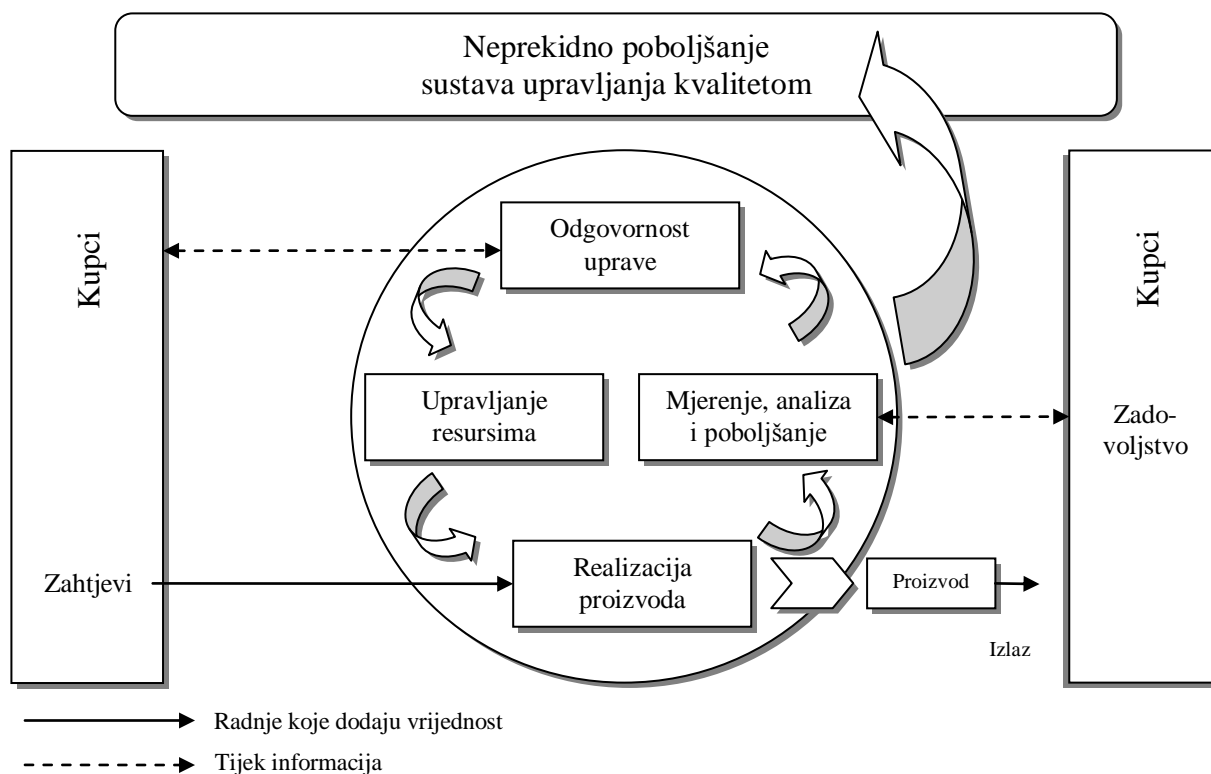 Neprekidno poboljšanje
sustava upravljanja kvalitetom
Kupci
Kupci
Odgovornost
uprave
Upravljanje
resursima
Mjerenje, analiza
i poboljšanje
Zado-
voljstvo
Zahtjevi
Realizacija
proizvoda
Proizvod
Izlaz
Radnje koje dodaju vrijednost
Tijek informacija